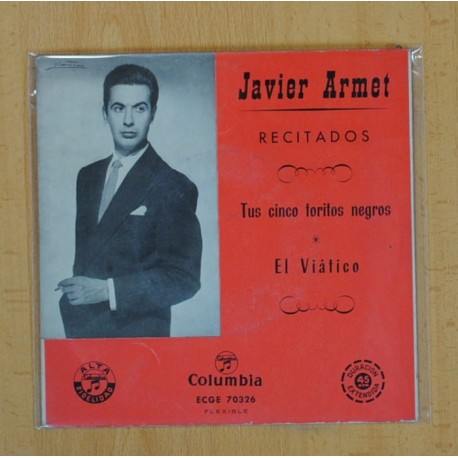 Javier Armet
RECITADOS
Tus cinco toritos negros
*
El Viático
ALTA
FIDELIDAD
Columbia
ECGE 70326
FLEXIBLE
DURACION
45
EXTENDIDA